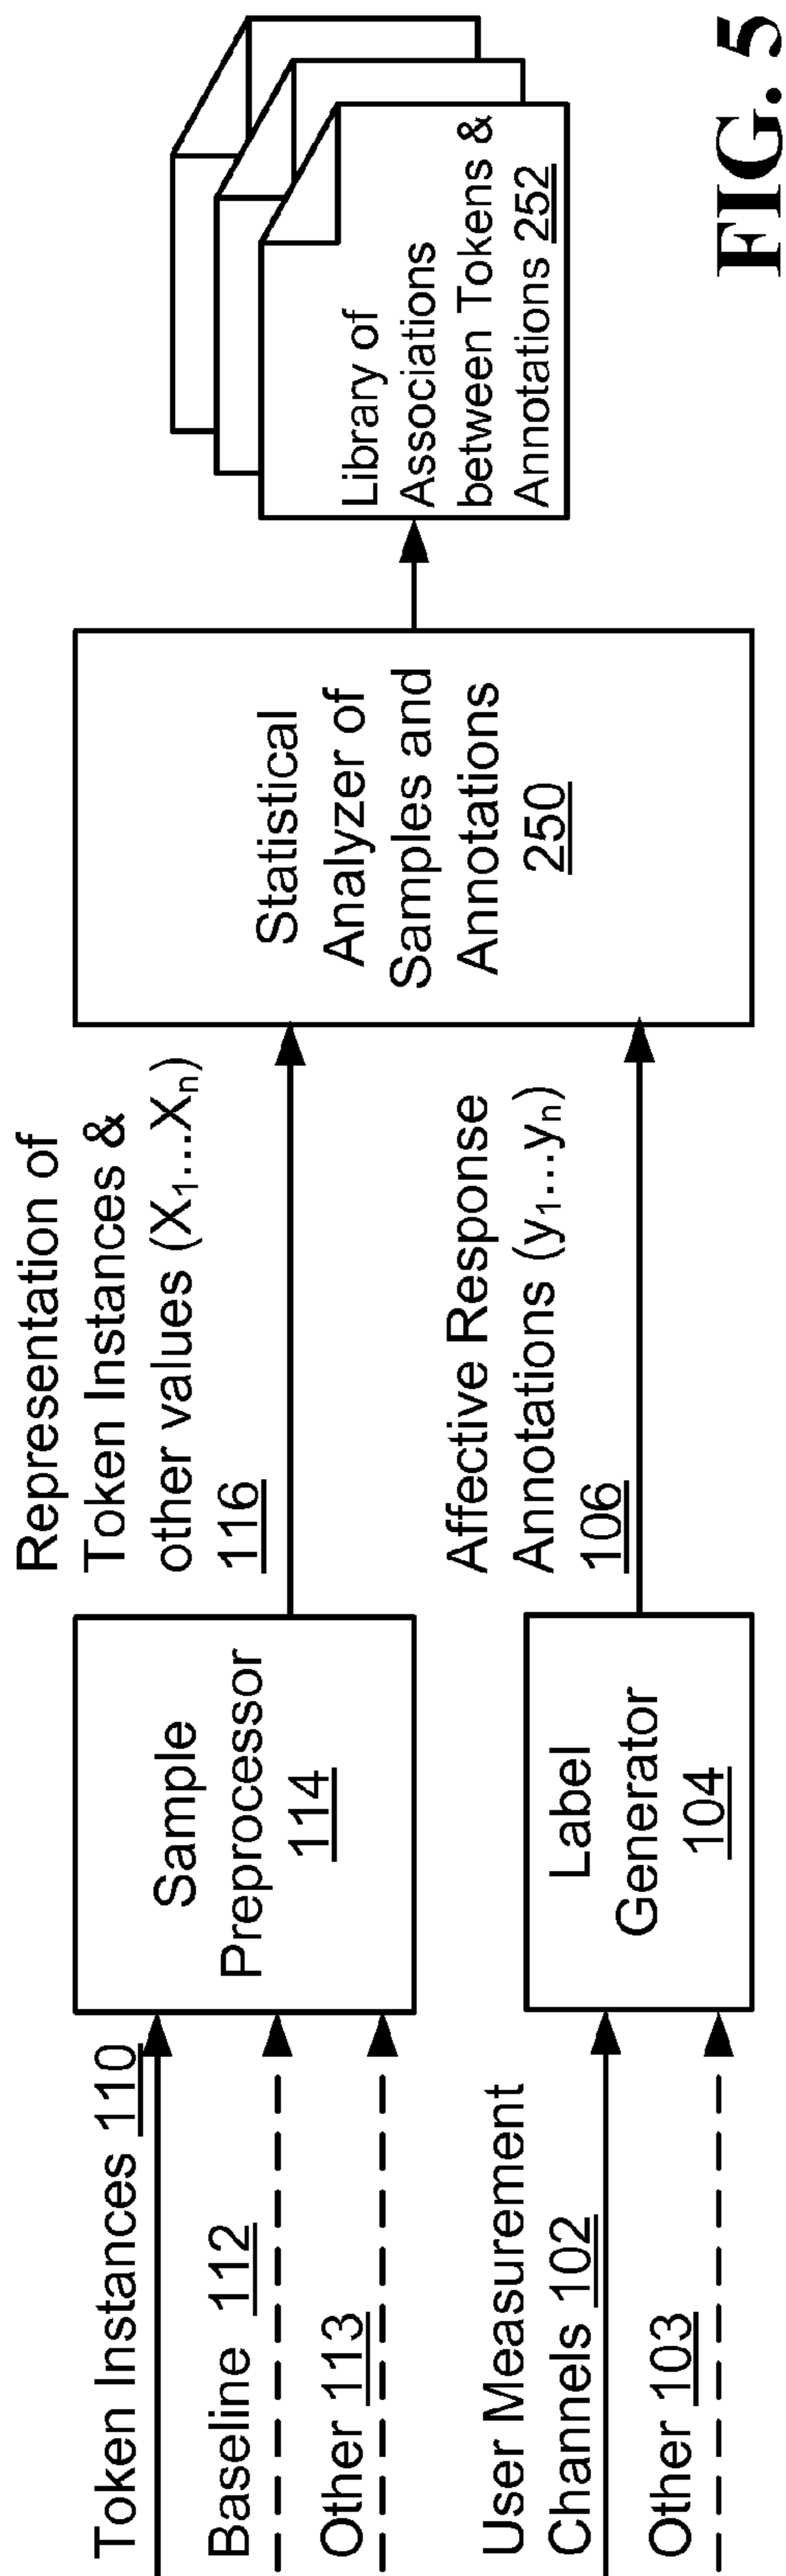 Token Instances 110
Baseline 112
Other 113
User Measurement
Channels 102
Other 103
Sample
Preprocessor
114
Label
Generator
104
Representation of
Token Instances &
other values (X₁...Xₙ)
116
Affective Response
Annotations (y₁...yₙ)
106
Statistical
Analyzer of
Samples and
Annotations
250
Library of
Associations
between Tokens &
Annotations 252
FIG. 5